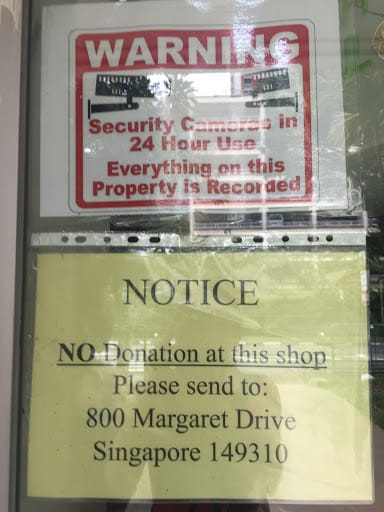 WARNING
Security Cameras in
24 Hour Use
Everything on this
Property is Recorded
NOTICE
NO Donation at this shop
Please send to:
800 Margaret Drive
Singapore 149310